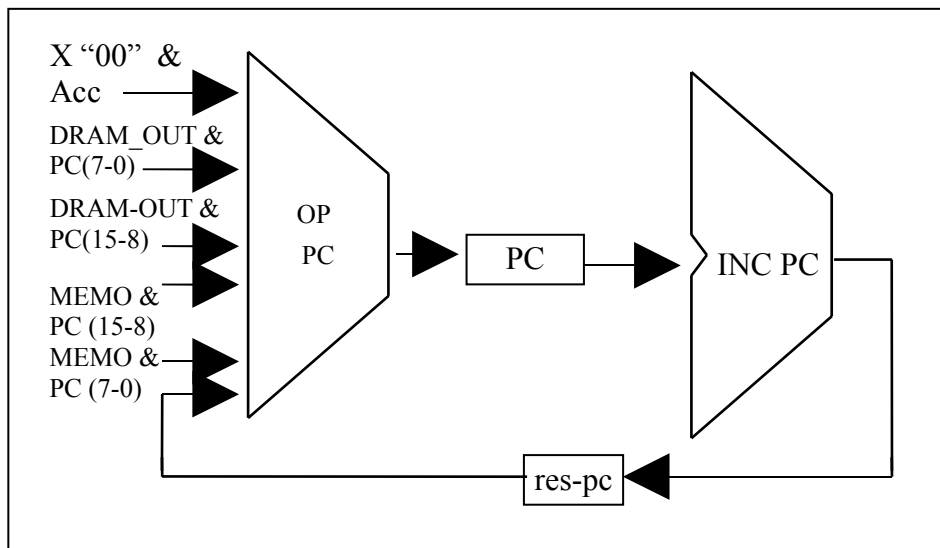 X “00” &
Acc
DRAM_OUT &
PC(7-0)
DRAM-OUT &
PC(15-8)
MEMO &
PC (15-8)
MEMO &
PC (7-0)
OP
PC
PC
INC PC
res-pc